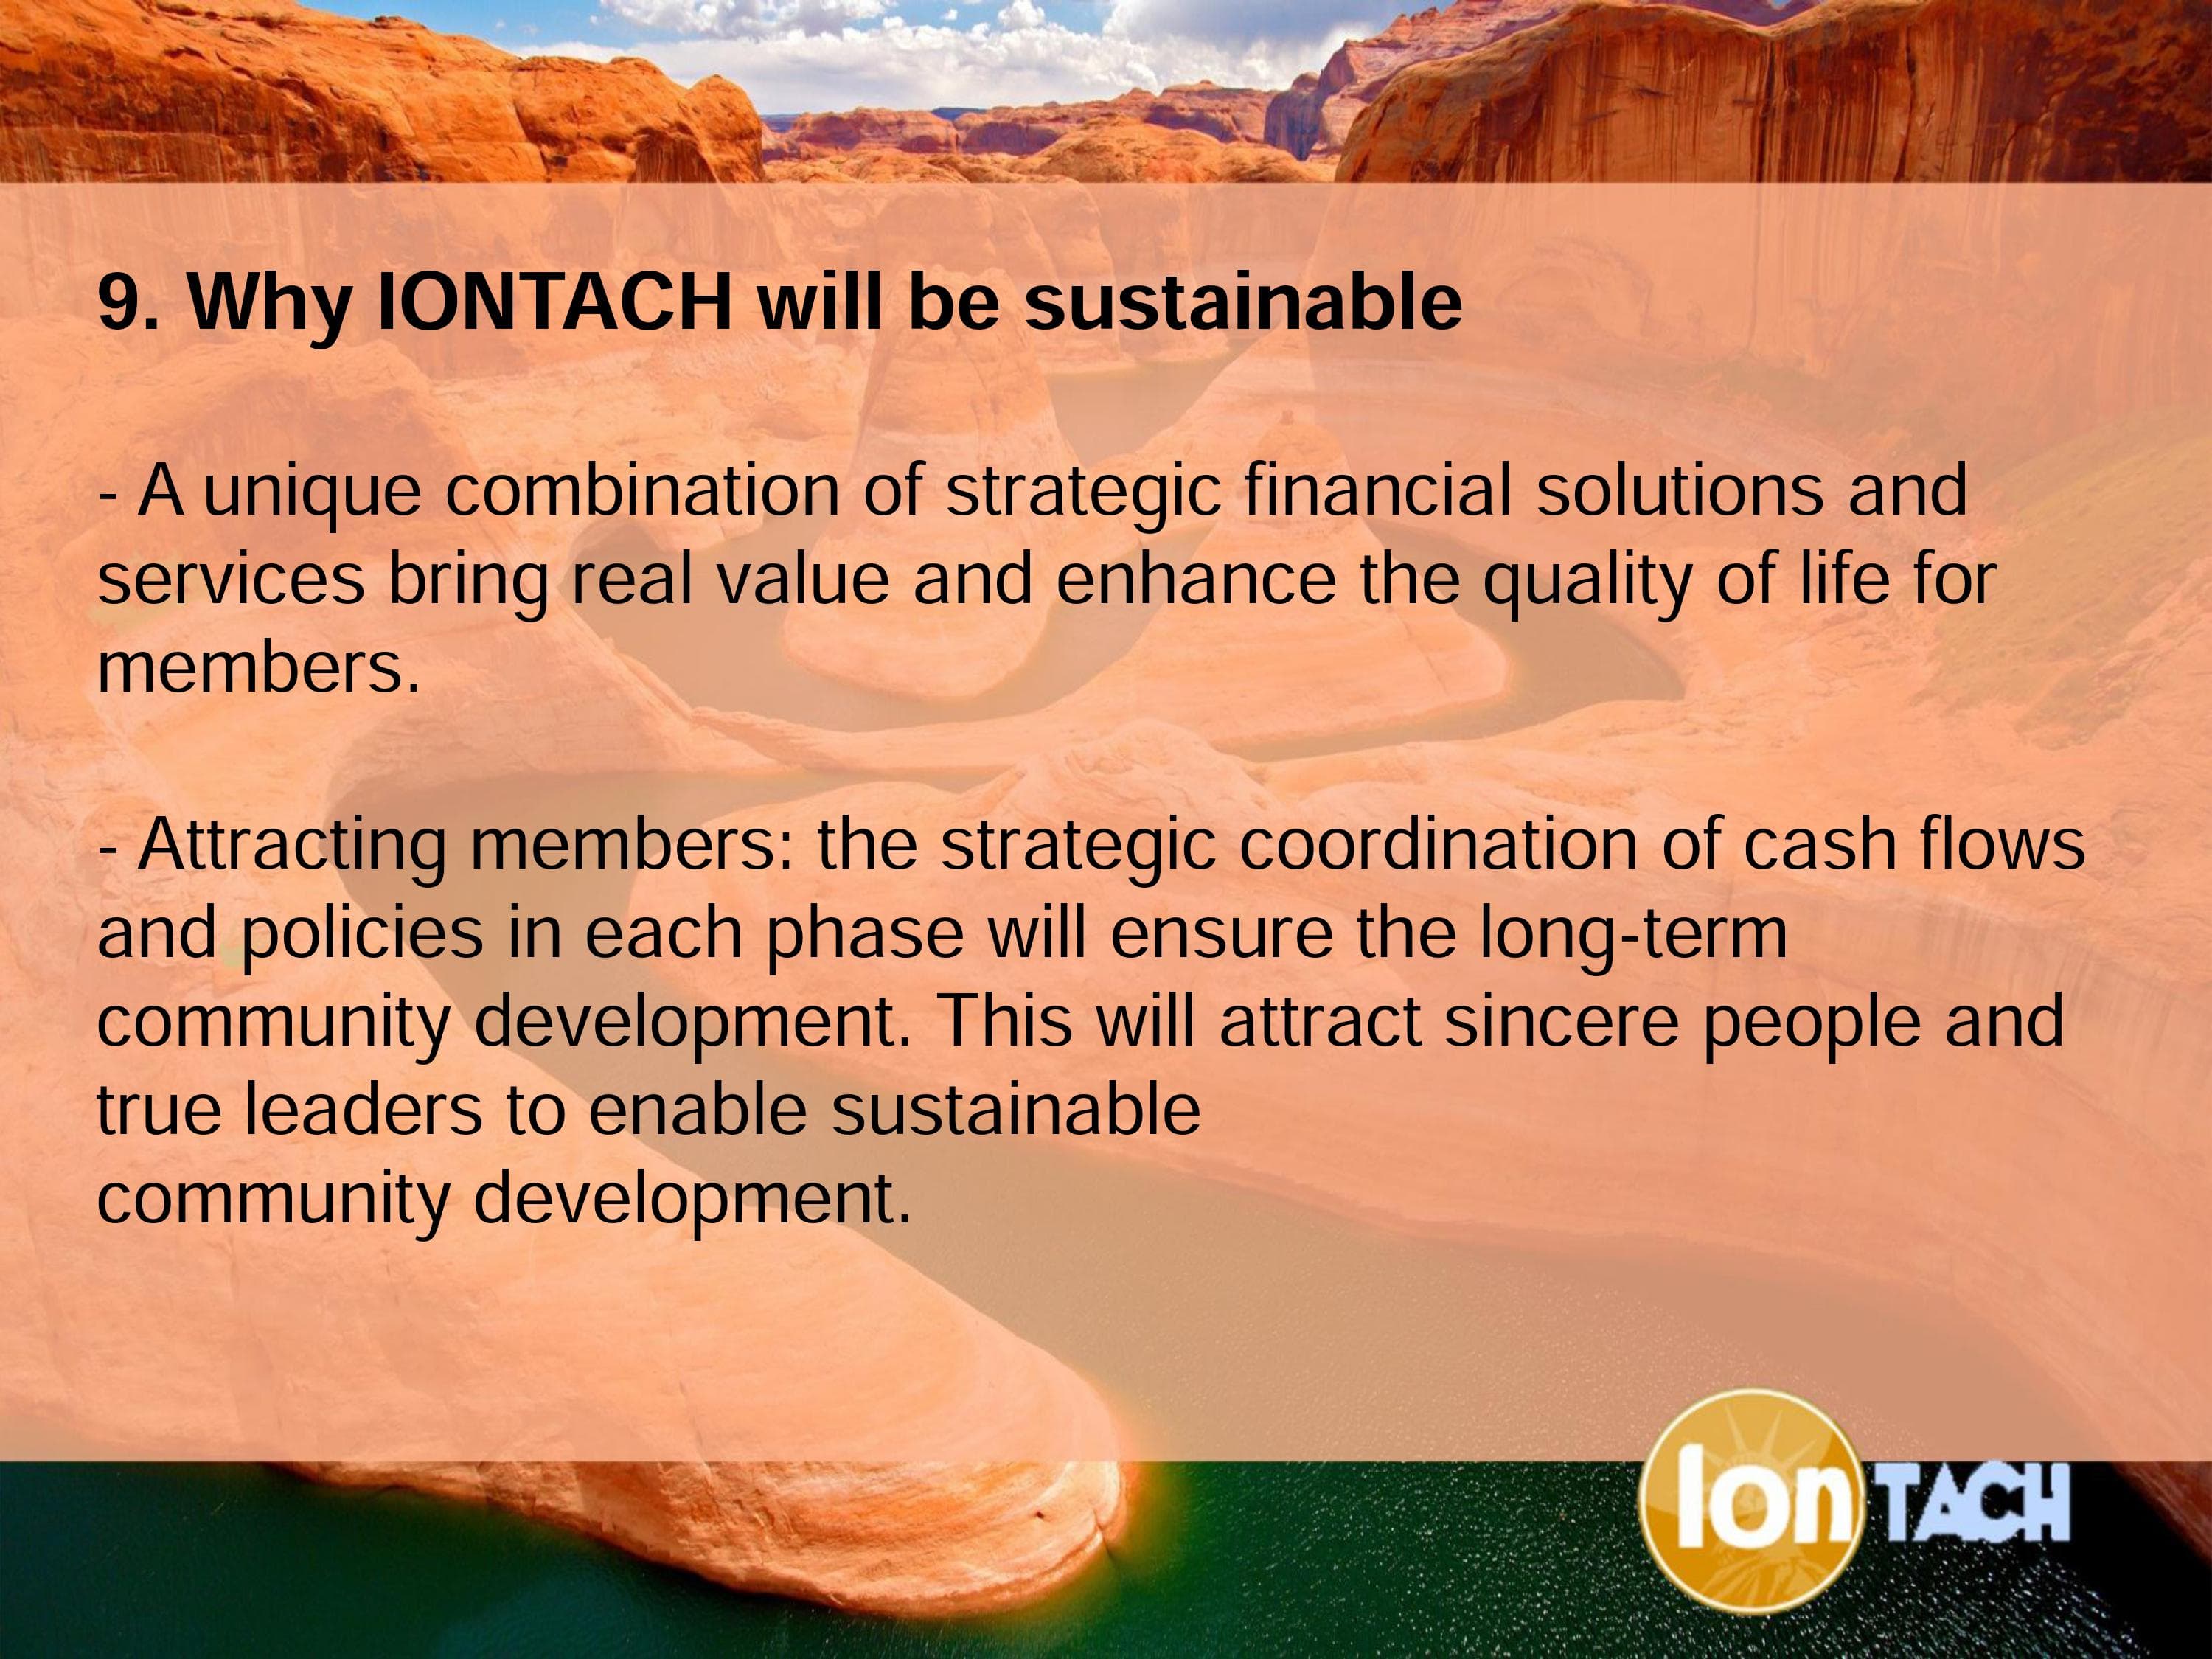 9. Why IONTACH will be sustainable
- A unique combination of strategic financial solutions and
services bring real value and enhance the quality of life for
members.
- Attracting members: the strategic coordination of cash flows
and policies in each phase will ensure the long-term
community development. This will attract sincere people and
true leaders to enable sustainable
community development.
Ion TACH